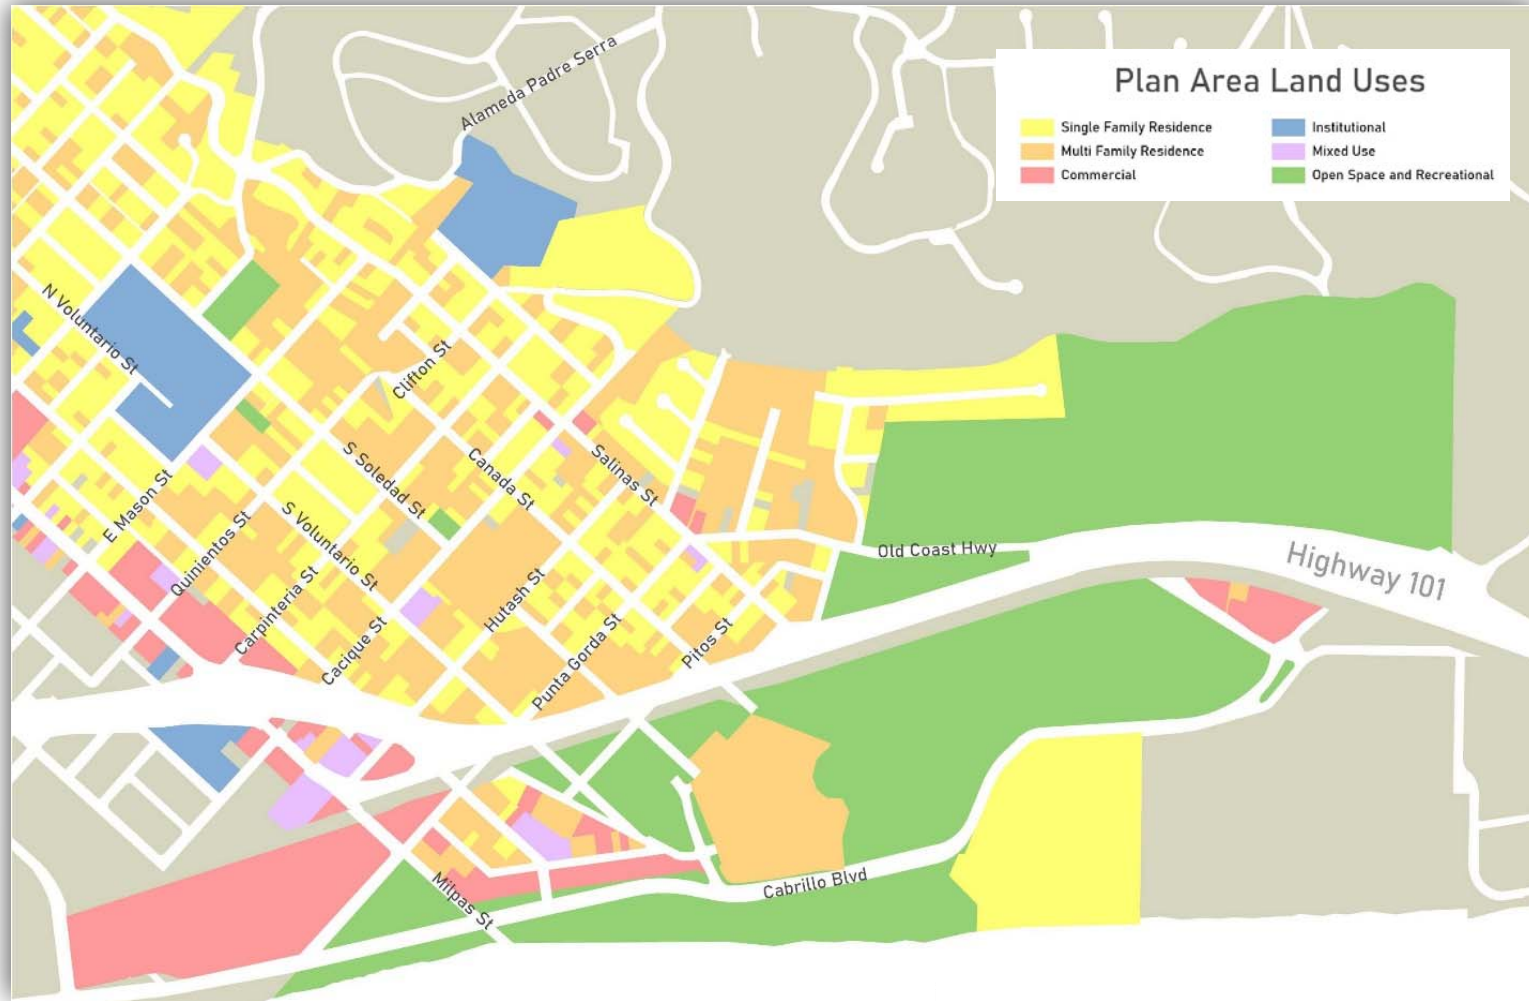 Plan Area Land Uses
Single Family Residence
Multi Family Residence
Commercial
Institutional
Mixed Use
Open Space and Recreational
Alameda Padre Serra
N Voluntario St
Clifton St
E Mason St
S Soledad St
Canada St
Salinas St
Quinientos St
S Voluntario St
Carpinteria St
Cacique St
Hutash St
Punta Gorda St
Pitos St
Old Coast Hwy
Highway 101
Milpas St
Cabrillo Blvd